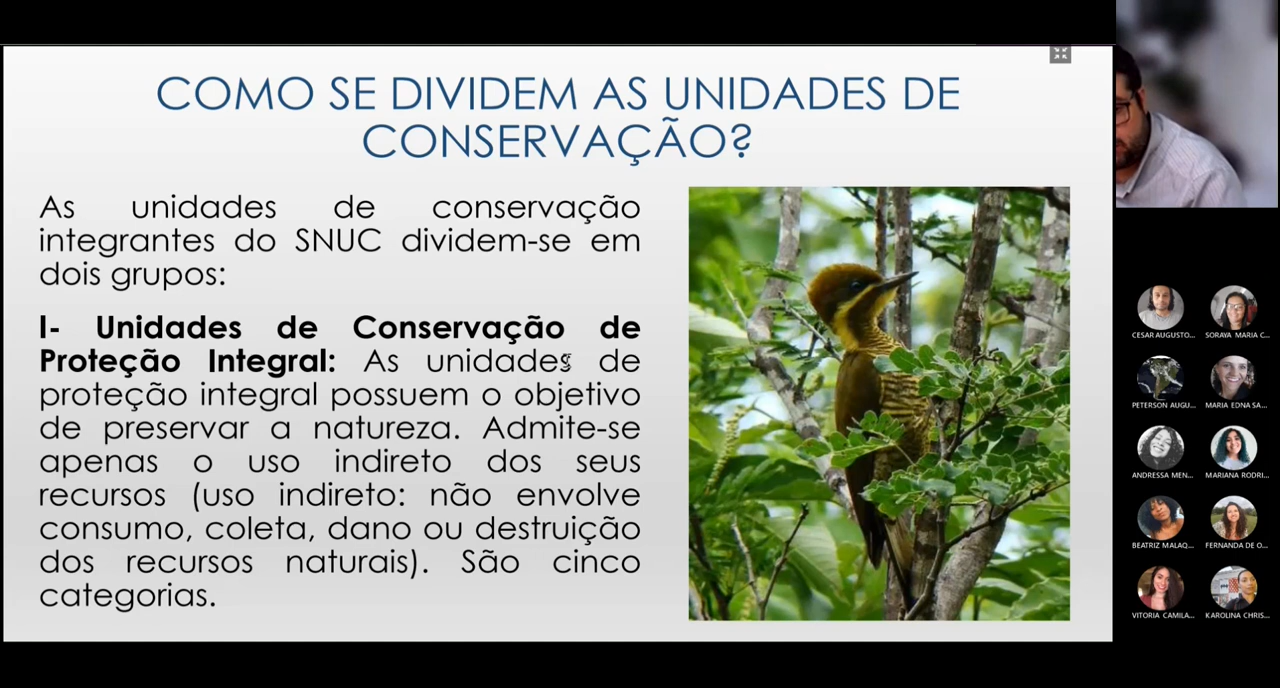 COMO SE DIVIDEM AS UNIDADES DE
CONSERVAÇÃO?
As unidades de conservação
integrantes do SNUC dividem-se em
dois grupos:
I- Unidades de Conservação de
Proteção Integral: As unidades de
proteção integral possuem o objetivo
de preservar a natureza. Admite-se
apenas o uso indireto dos seus
recursos (uso indireto: não envolve
consumo, coleta, dano ou destruição
dos recursos naturais). São cinco
categorias.
CESAR AUGUSTO...
SORAYA MARIA C...
PETERSON AUGU...
MARIA EDNA SA...
ANDRESSA MEN...
MARIANA RODRI...
BEATRIZ MALAQ...
FERNANDA DE O...
VITORIA CAMILA...
KAROLINA CHRIS...